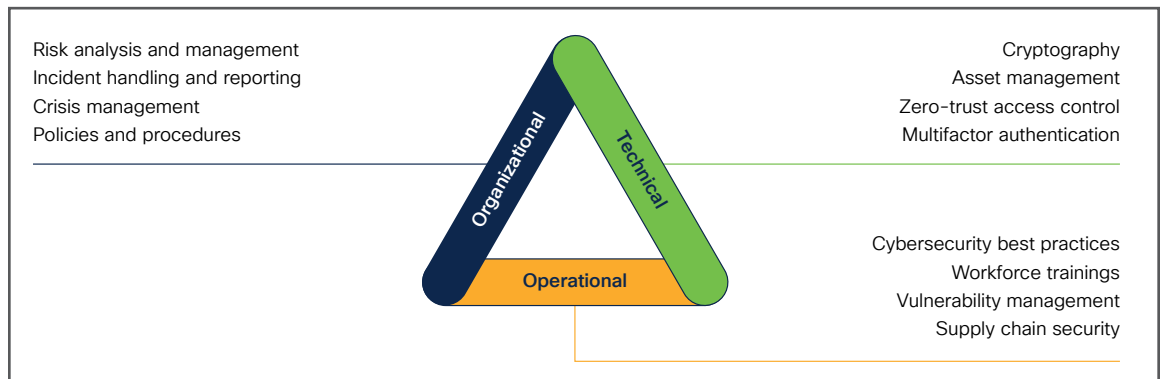 Risk analysis and management
Incident handling and reporting
Crisis management
Policies and procedures
Cryptography
Asset management
Zero-trust access control
Multifactor authentication
Organizational
Technical
Operational
Cybersecurity best practices
Workforce trainings
Vulnerability management
Supply chain security